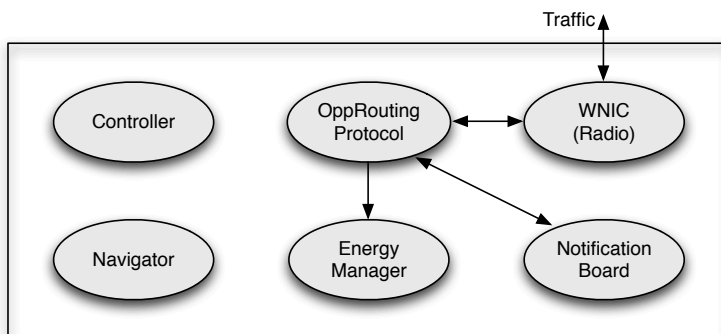 Traffic
Controller
OppRouting
Protocol
WNIC
(Radio)
Navigator
Energy
Manager
Notification
Board